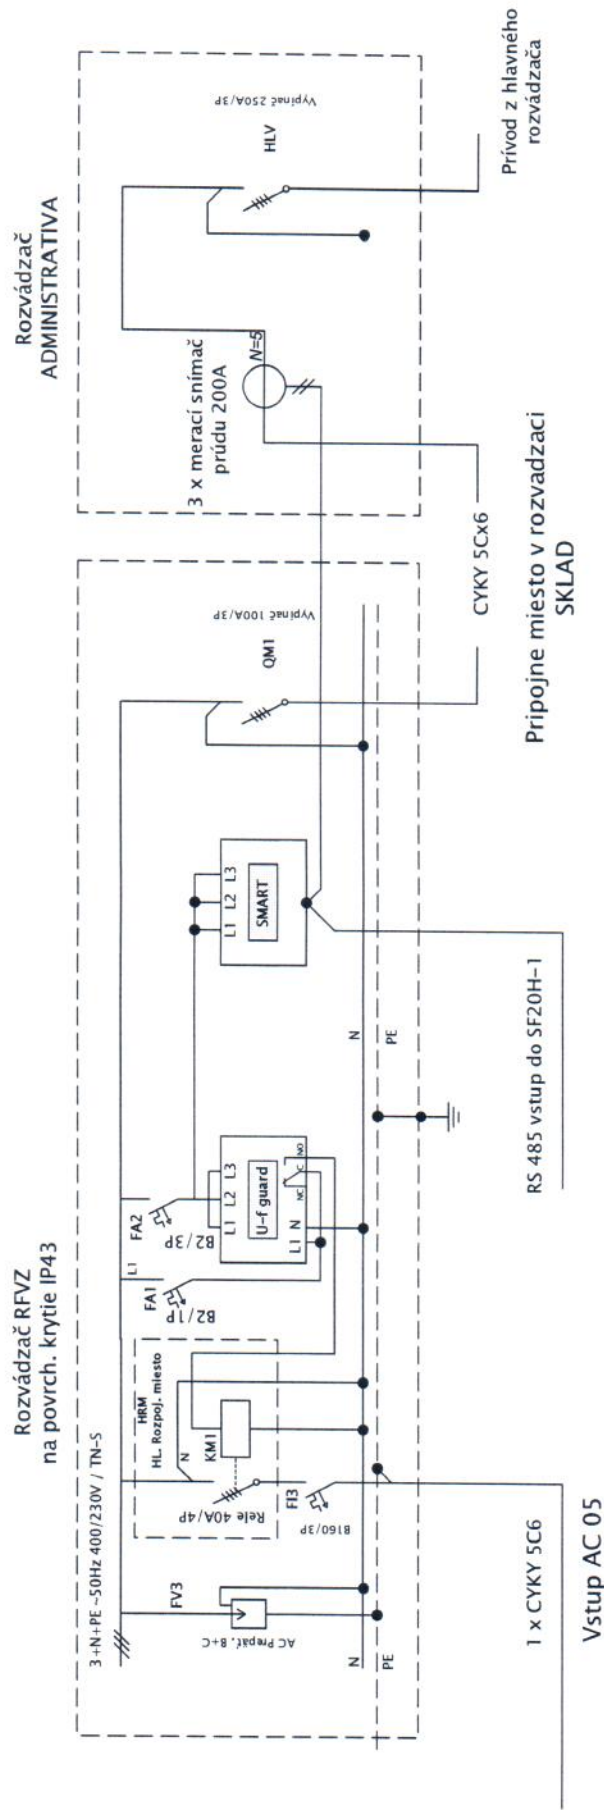 Rozvádzač RFVZ
na povrch. krytie IP43
Rozvádzač
ADMINISTRATIVA
3+N+PE ~50Hz 400/230V / TN-S
FV3
AC Prepäť. B+C
HRM
HL. Rozpoj. miesto
N
KM1
Rele 40A/4P
FI3
B160/3P
L1
FA1
B2/1P
FA2
B2/3P
L1 L2 L3
U-f guard
L1 N
NC C NO
L1 L2 L3
SMART
QM1
Vypínač 100A/3P
3 x merací snímač
prúdu 200A
N=5
HLV
Vypínač 250A/3P
N
PE
N
PE
1 x CYKY 5C6
Vstup AC 05
RS 485 vstup do SF20H-1
CYKY 5Cx6
Pripojne miesto v rozvadzaci
SKLAD
Prívod z hlavného
rozvádzača